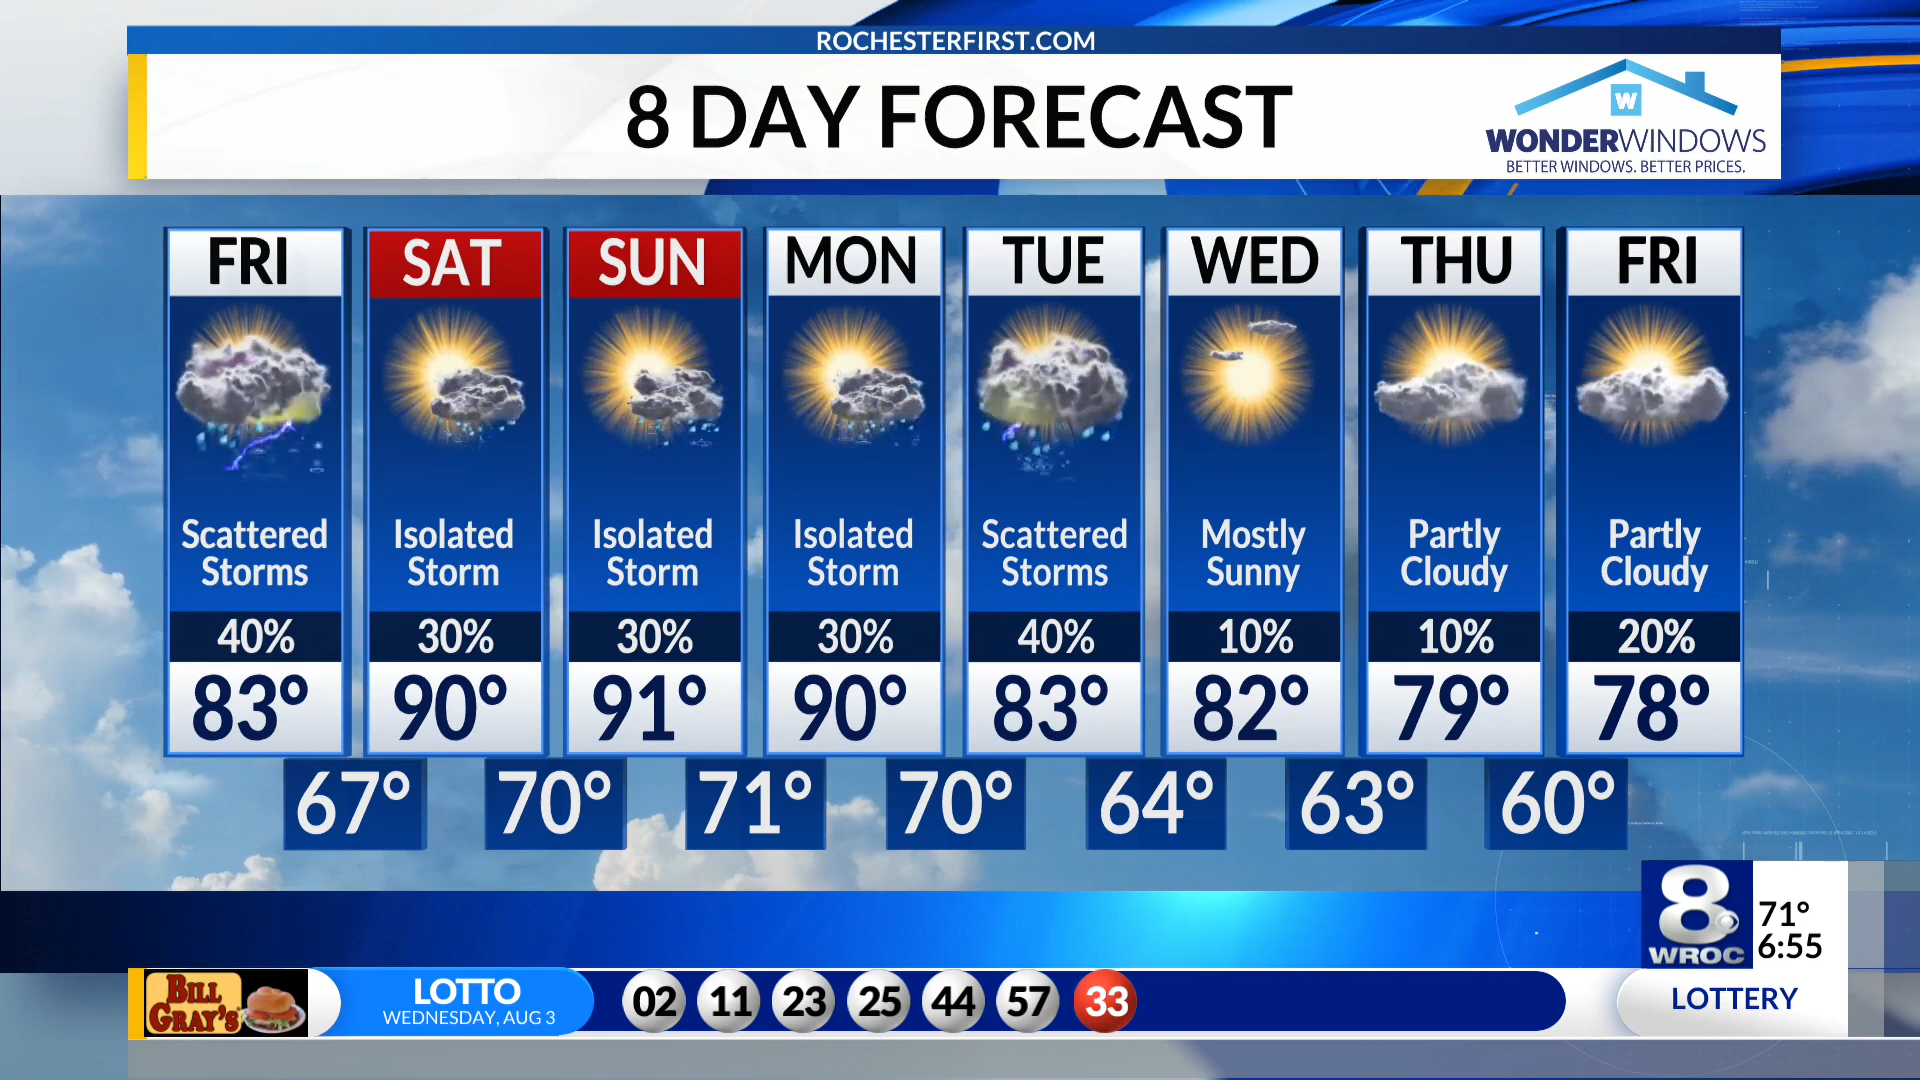 ROCHESTERFIRST.COM
8 DAY FORECAST
W
WONDERWINDOWS
BETTER WINDOWS. BETTER PRICES.
FRI SAT SUN MON TUE WED THU FRI
Scattered Isolated Isolated Isolated Scattered Mostly Partly Partly
Storms Storm Storm Storm Storms Sunny Cloudy Cloudy
40% 30% 30% 30% 40% 10% 10% 20%
83° 90° 91° 90° 83° 82° 79° 78°
67° 70° 71° 70° 64° 63° 60°
8
WROC
71°
6:55
BILL
GRAY'S
LOTTO
WEDNESDAY, AUG 3
02 11 23 25 44 57 33
LOTTERY